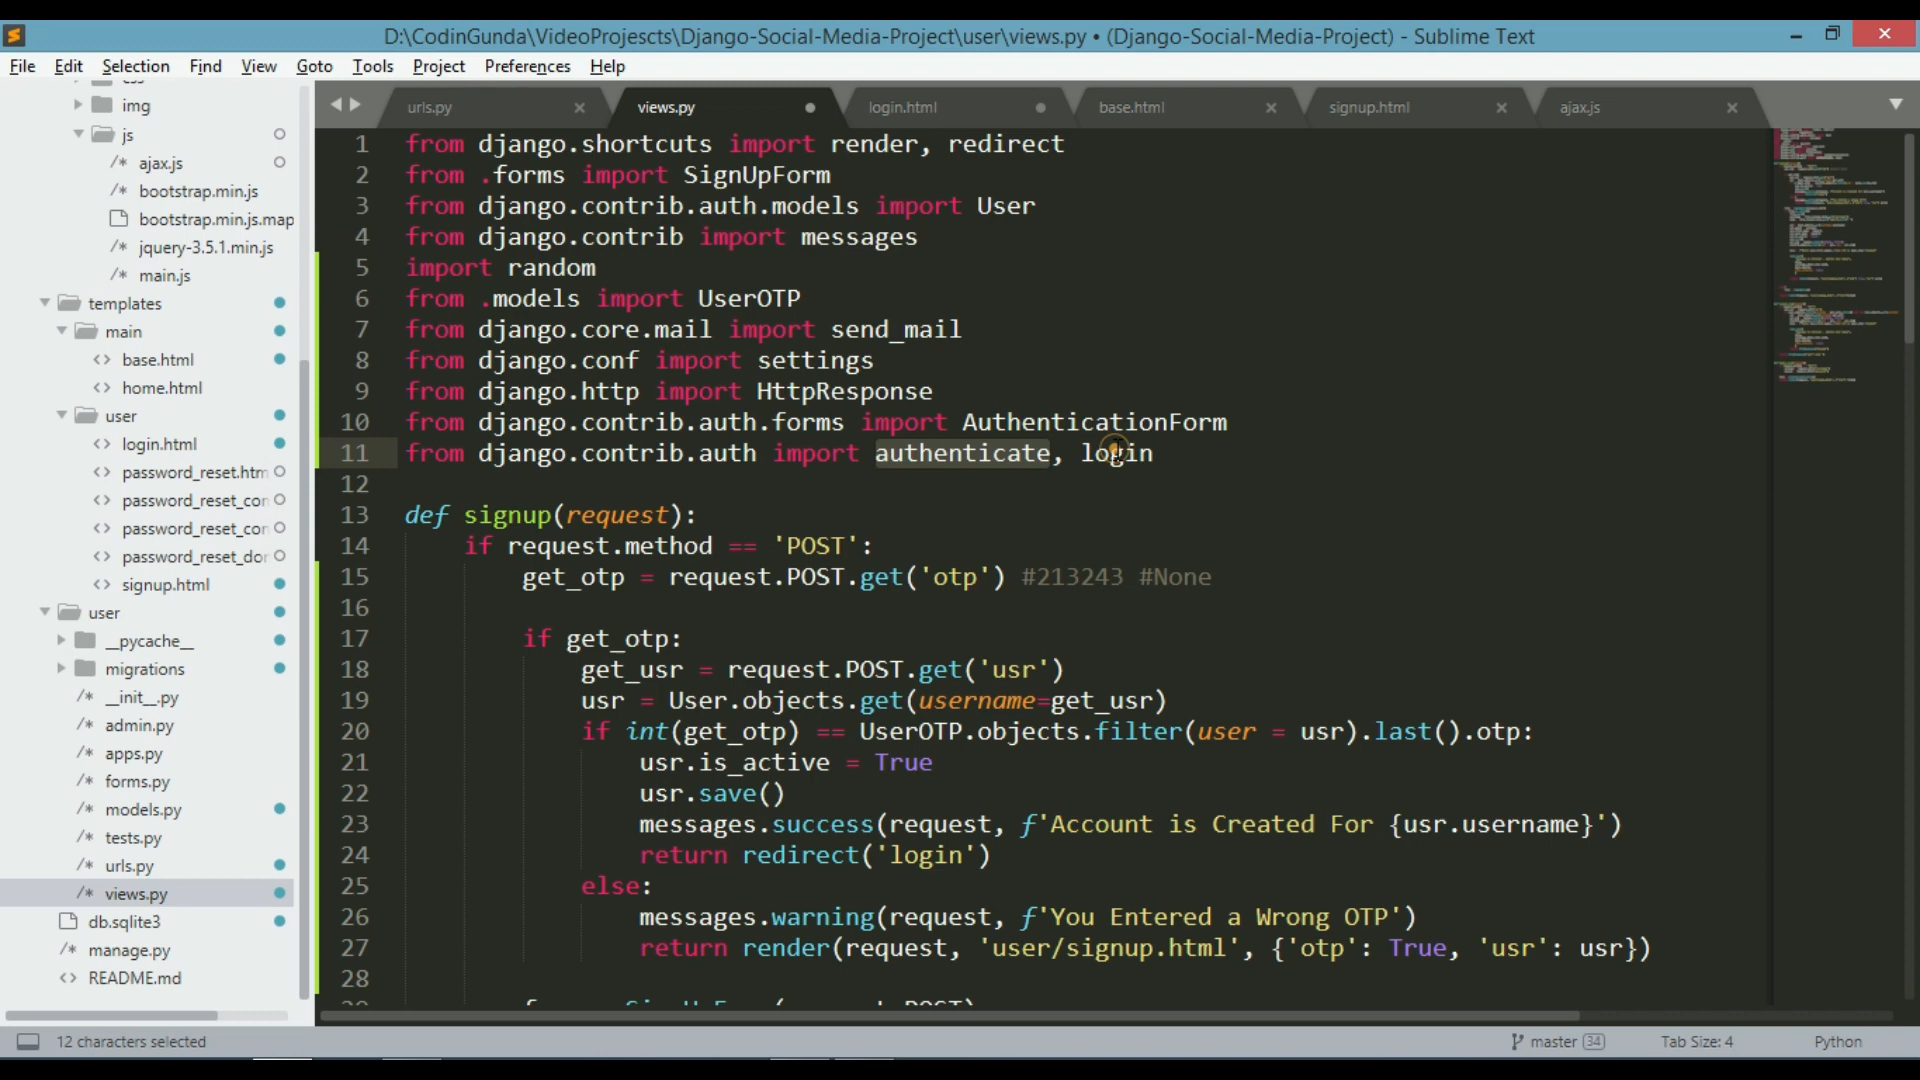 D:\CodinGunda\VideoProjescts\Django-Social-Media-Project\user\views.py • (Django-Social-Media-Project) - Sublime Text
File Edit Selection Find View Goto Tools Project Preferences Help
urls.py
views.py
login.html
base.html
signup.html
ajax.js
img
js
ajax.js
bootstrap.min.js
bootstrap.min.js.map
jquery-3.5.1.min.js
main.js
templates
main
base.html
home.html
user
login.html
password_reset.htm
password_reset_con
password_reset_con
password_reset_dor
signup.html
user
__pycache__
migrations
__init__.py
admin.py
apps.py
forms.py
models.py
tests.py
urls.py
views.py
db.sqlite3
manage.py
README.md
1 from django.shortcuts import render, redirect
2 from .forms import SignUpForm
3 from django.contrib.auth.models import User
4 from django.contrib import messages
5 import random
6 from .models import UserOTP
7 from django.core.mail import send_mail
8 from django.conf import settings
9 from django.http import HttpResponse
10 from django.contrib.auth.forms import AuthenticationForm
11 from django.contrib.auth import authenticate, login
12
13 def signup(request):
14 if request.method == 'POST':
15 get_otp = request.POST.get('otp') #213243 #None
16
17 if get_otp:
18 get_usr = request.POST.get('usr')
19 usr = User.objects.get(username=get_usr)
20 if int(get_otp) == UserOTP.objects.filter(user = usr).last().otp:
21 usr.is_active = True
22 usr.save()
23 messages.success(request, f'Account is Created For {usr.username}')
24 return redirect('login')
25 else:
26 messages.warning(request, f'You Entered a Wrong OTP')
27 return render(request, 'user/signup.html', {'otp': True, 'usr': usr})
28
12 characters selected
master 34
Tab Size: 4
Python